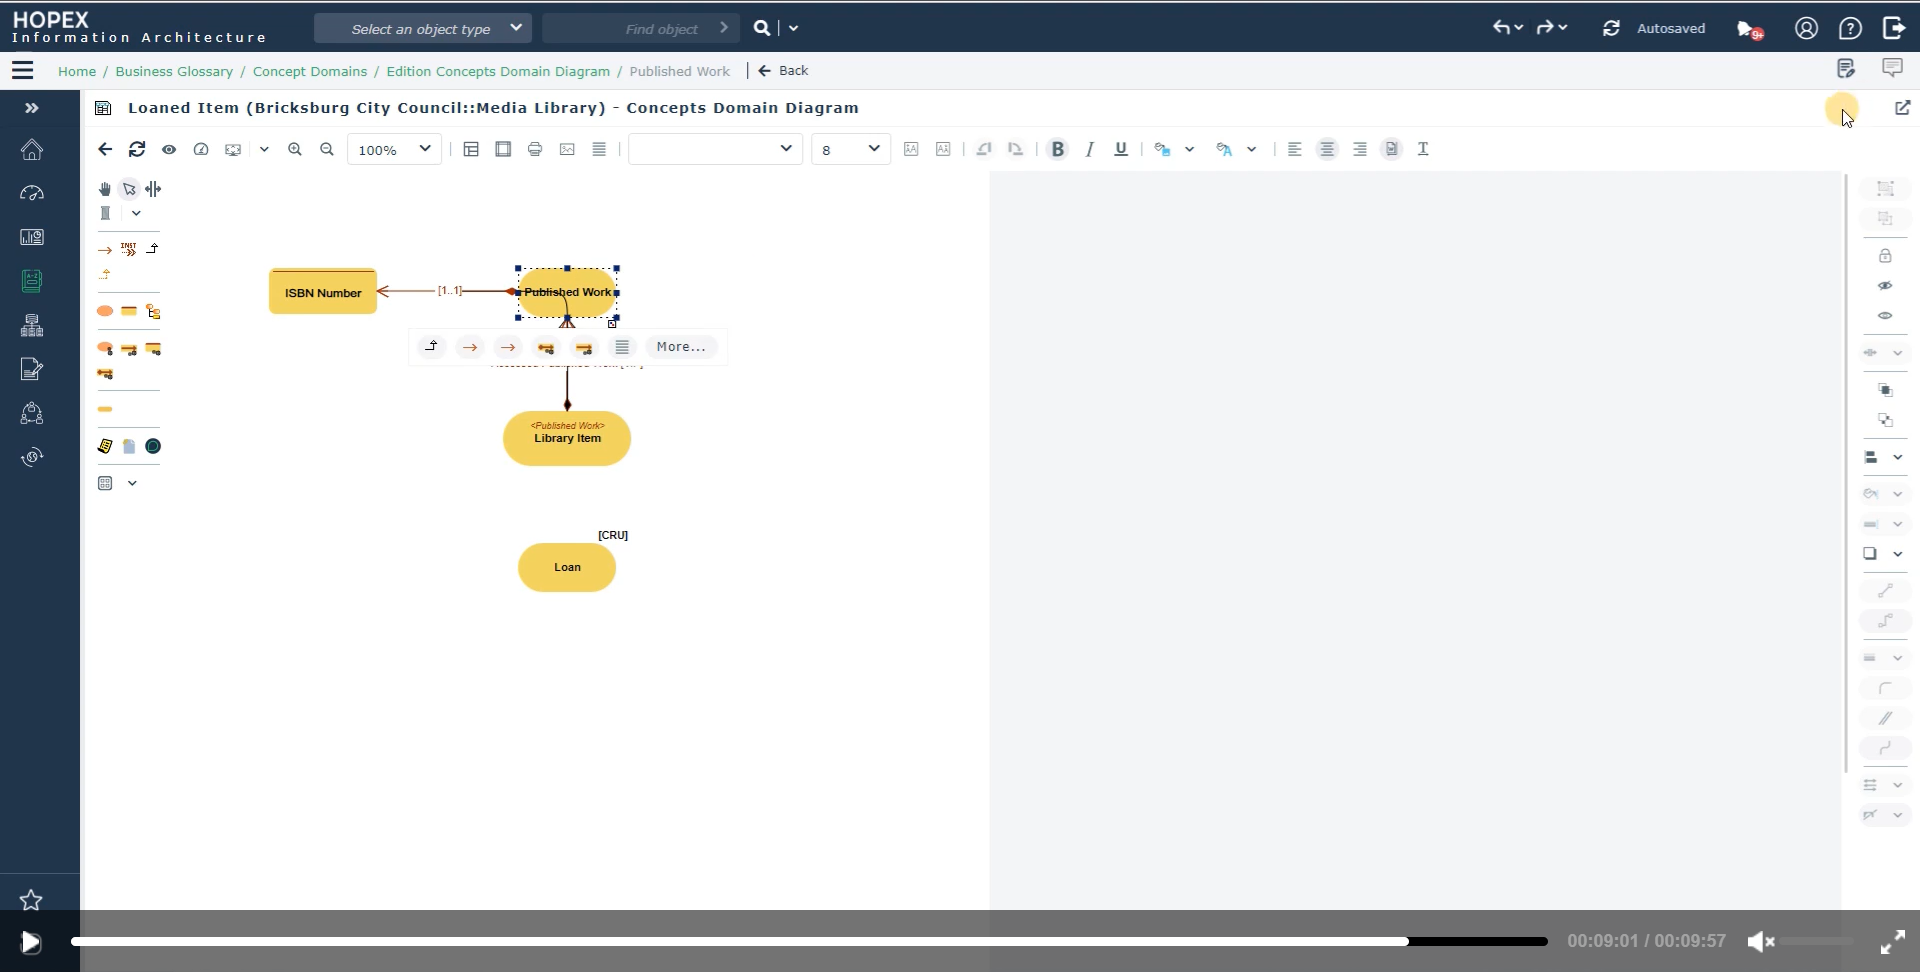 HOPEX
Information Architecture
Select an object type
Find object
Autosaved
9+
Home / Business Glossary / Concept Domains / Edition Concepts Domain Diagram / Published Work
Back
Loaned Item (Bricksburg City Council::Media Library) - Concepts Domain Diagram
100%
8
B I U
INST
ISBN Number
[1..1]
Published Work
More...
<Published Work>
Library Item
[CRU]
Loan
00:09:01 / 00:09:57